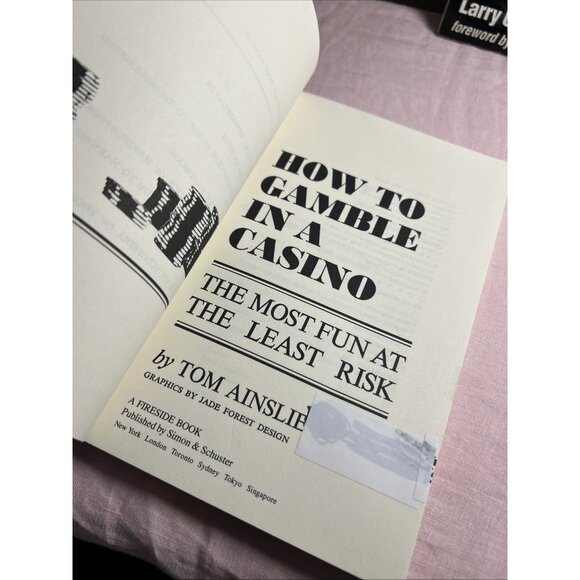 Larry
foreword by
HOW TO
GAMBLE
IN A
CASINO
THE MOST FUN AT
THE LEAST RISK
by TOM AINSLIE
GRAPHICS BY JADE FOREST DESIGN
A FIRESIDE BOOK
Published by Simon & Schuster
New York London Toronto Sydney Tokyo Singapore